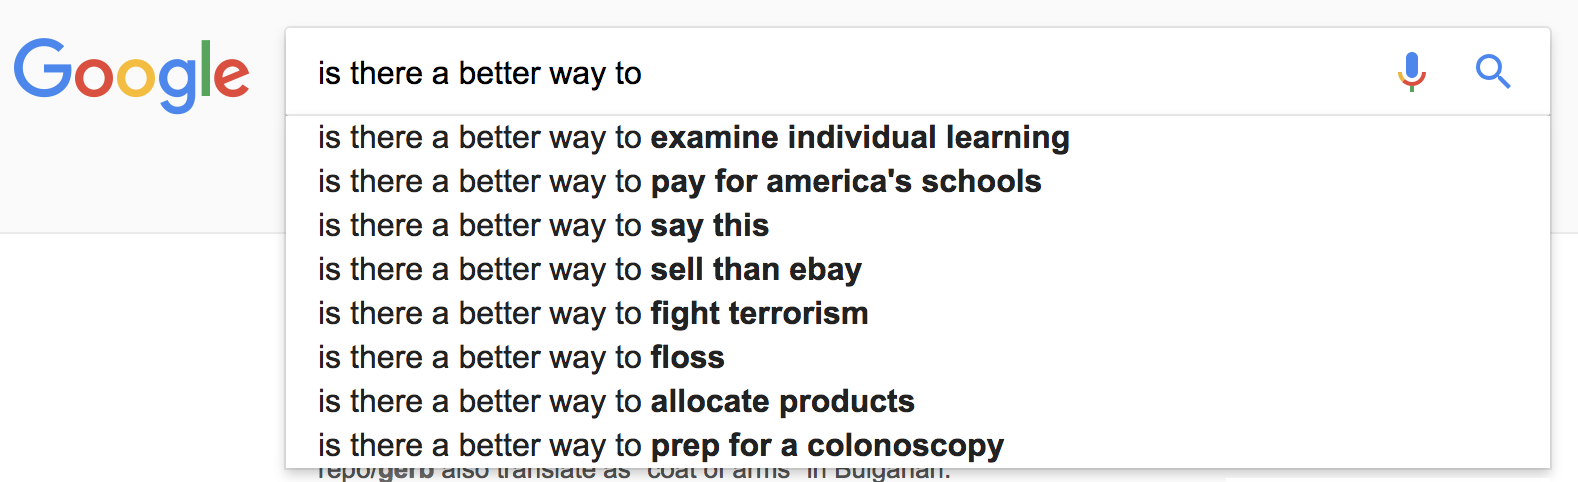 Google
is there a better way to
is there a better way to examine individual learning
is there a better way to pay for america's schools
is there a better way to say this
is there a better way to sell than ebay
is there a better way to fight terrorism
is there a better way to floss
is there a better way to allocate products
is there a better way to prep for a colonoscopy
repo/gerb also translate as "coat of arms" in Bulgarian.